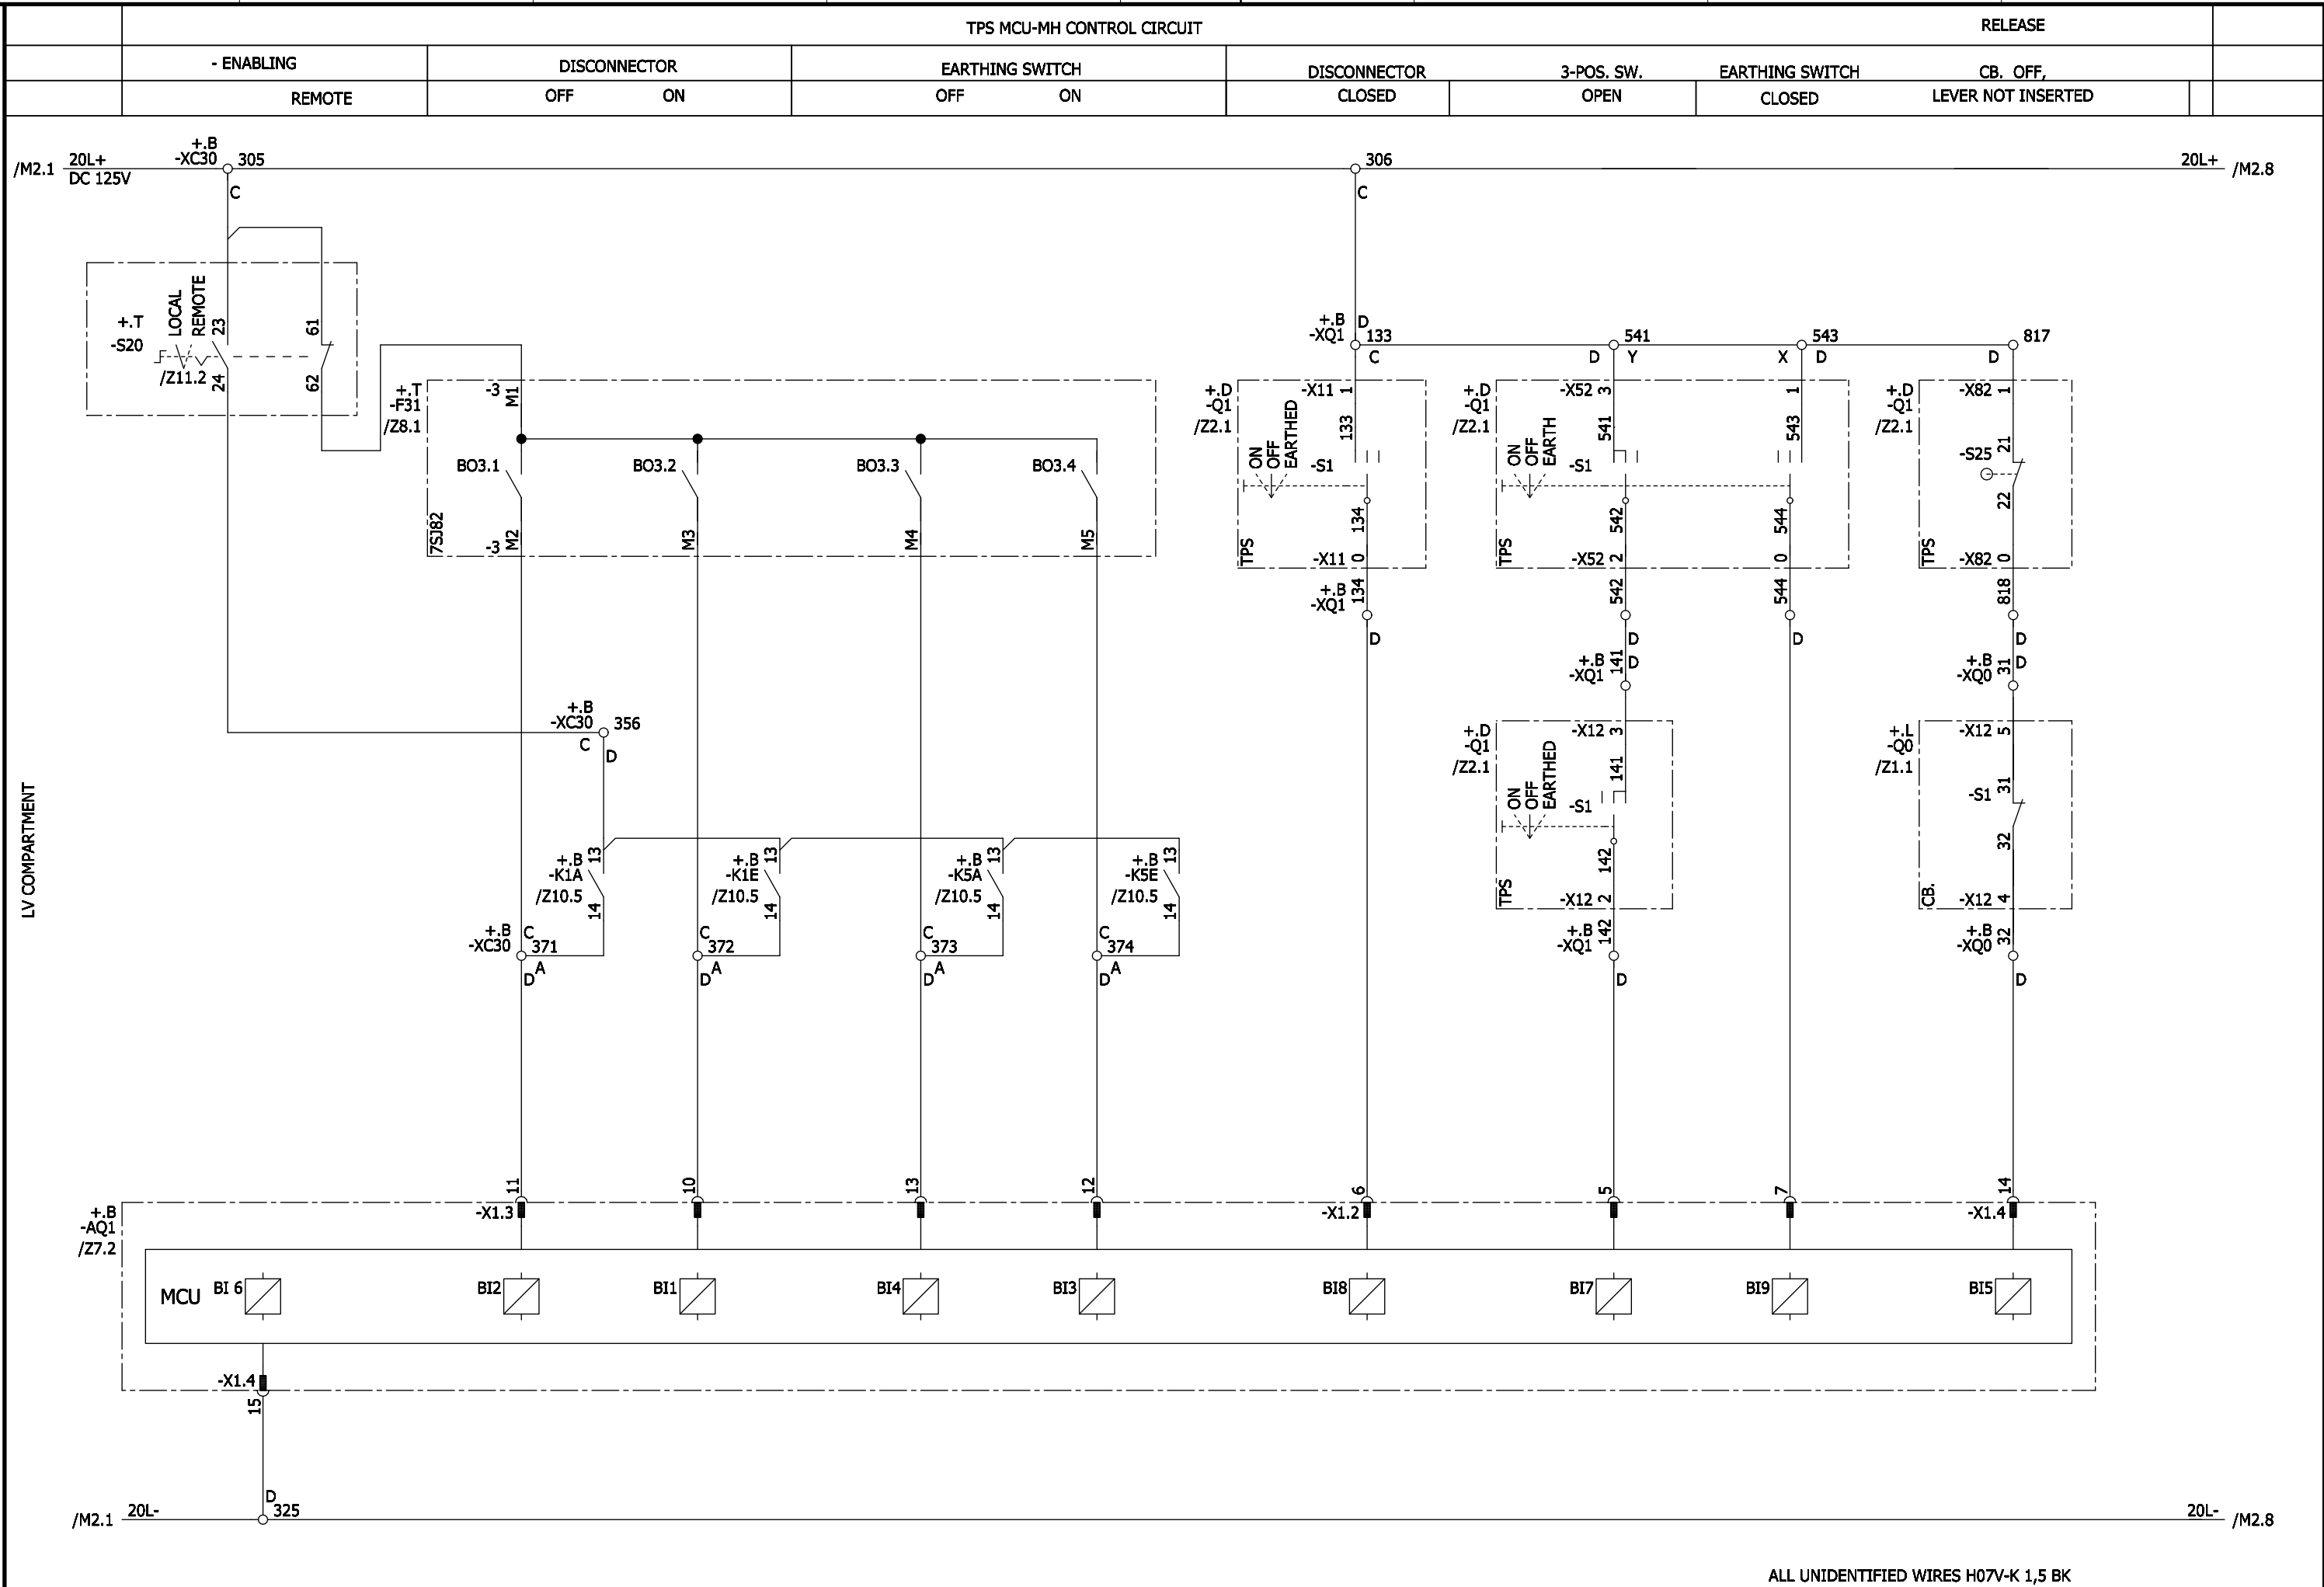 TPS MCU-MH CONTROL CIRCUIT RELEASE
- ENABLING DISCONNECTOR EARTHING SWITCH DISCONNECTOR 3-POS. SW. EARTHING SWITCH CB. OFF,
REMOTE OFF ON OFF ON CLOSED OPEN CLOSED LEVER NOT INSERTED
+.B
/M2.1 20L+ -XC30 305 306 20L+ /M2.8
DC 125V
C C
LOCAL
REMOTE
+.T 23 61
-S20
/Z11.2 24 62
+.B D
-XQ1 133 541 543 817
C D Y X D D
+.T -3 M1
-F31
/Z8.1
BO3.1 BO3.2 BO3.3 BO3.4
7SJ82
-3 M2 M3 M4 M5
+.D -X11 1
-Q1
/Z2.1 133
ON
OFF
EARTHED
-S1
134
TPS
-X11 0
+.B 134
-XQ1
D
+.D -X52 3 1
-Q1
/Z2.1 541 543
ON
OFF
EARTH
-S1
542 544
TPS
-X52 2 0
542 544
D D
+.B 141 D
-XQ1
+.D -X82 1
-Q1
/Z2.1 21
-S25
22
TPS
-X82 0
818
D
+.B 31 D
-XQ0
+.B
-XC30 356
C D
LV COMPARTMENT
+.D -X12 3
-Q1
/Z2.1 141
ON
OFF
EARTHED
-S1
142
TPS
-X12 2
+.B 142
-XQ1
D
+.L -X12 5
-Q0
/Z1.1
31
-S1
32
CB.
-X12 4
+.B 32
-XQ0
D
+.B 13 +.B 13 +.B 13 +.B 13
-K1A -K1E -K5A -K5E
/Z10.5 /Z10.5 /Z10.5 /Z10.5
14 14 14 14
+.B C C C C
-XC30 371 372 373 374
D A D A D A D A
11 10 13 12 6 5 7 14
+.B -X1.3 -X1.2 -X1.4
-AQ1
/Z7.2
MCU BI 6 BI2 BI1 BI4 BI3 BI8 BI7 BI9 BI5
-X1.4
15
D
/M2.1 20L- 325 20L- /M2.8
ALL UNIDENTIFIED WIRES H07V-K 1,5 BK